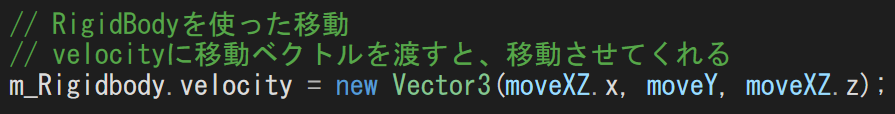 // RigidBodyを使った移動
// velocityに移動ベクトルを渡すと、移動させてくれる
m_Rigidbody.velocity = new Vector3(moveXZ.x, moveY, moveXZ.z);